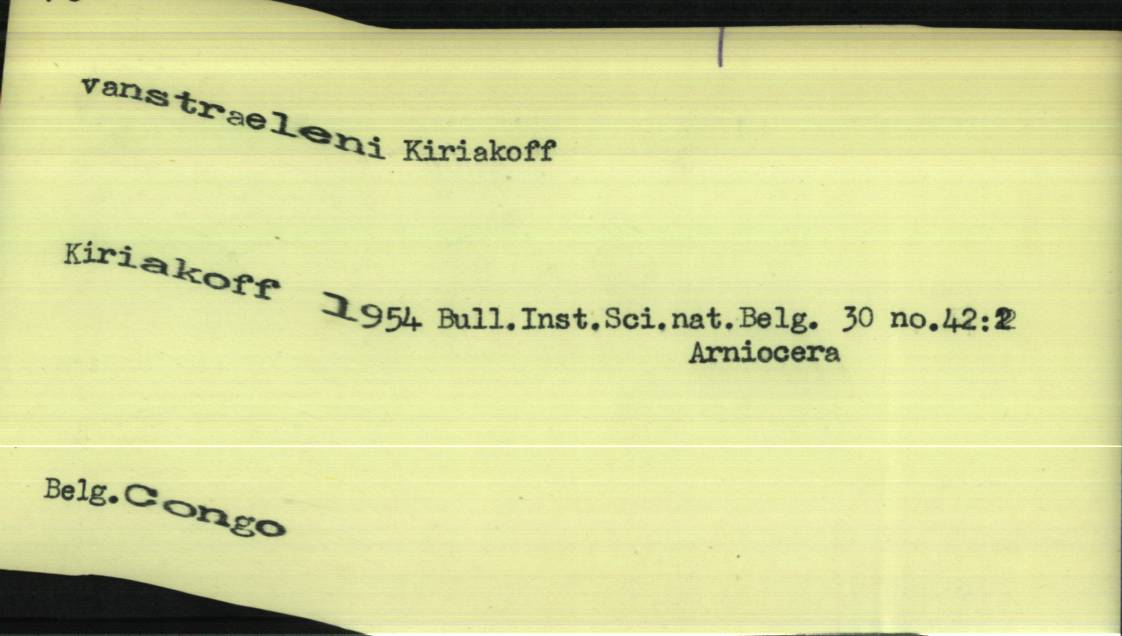 vanstraeleni Kiriakoff
Kiriakoff 1954 Bull.Inst.Sci.nat.Belg. 30 no.42:2
Arniocera
Belg.Congo